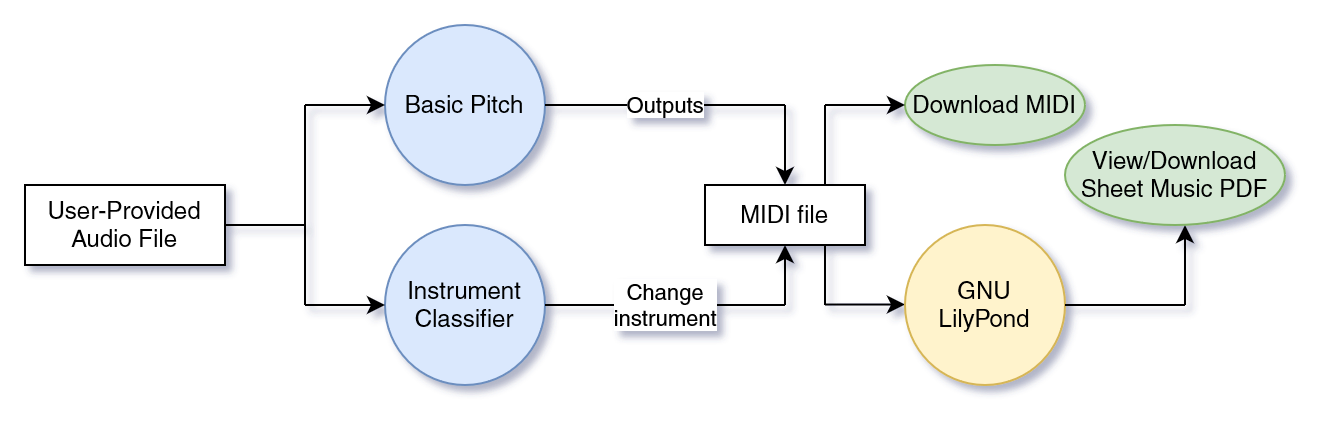 User-Provided
Audio File
Basic Pitch
Instrument
Classifier
Outputs
Change
instrument
MIDI file
Download MIDI
GNU
LilyPond
View/Download
Sheet Music PDF